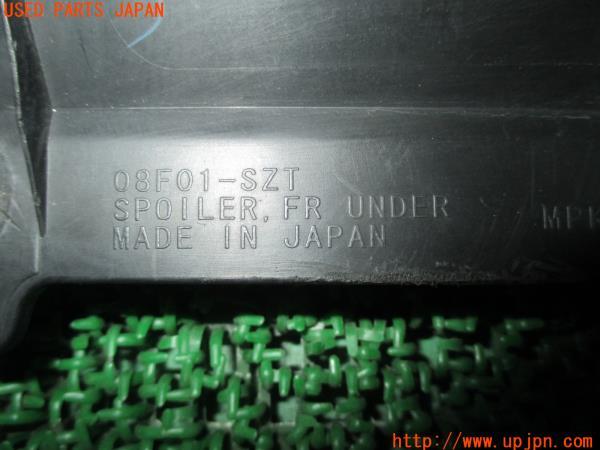 USED PARTS JAPAN
08F01-SZT
SPOILER, FR UNDER
MADE IN JAPAN
http://www.upjpn.com/